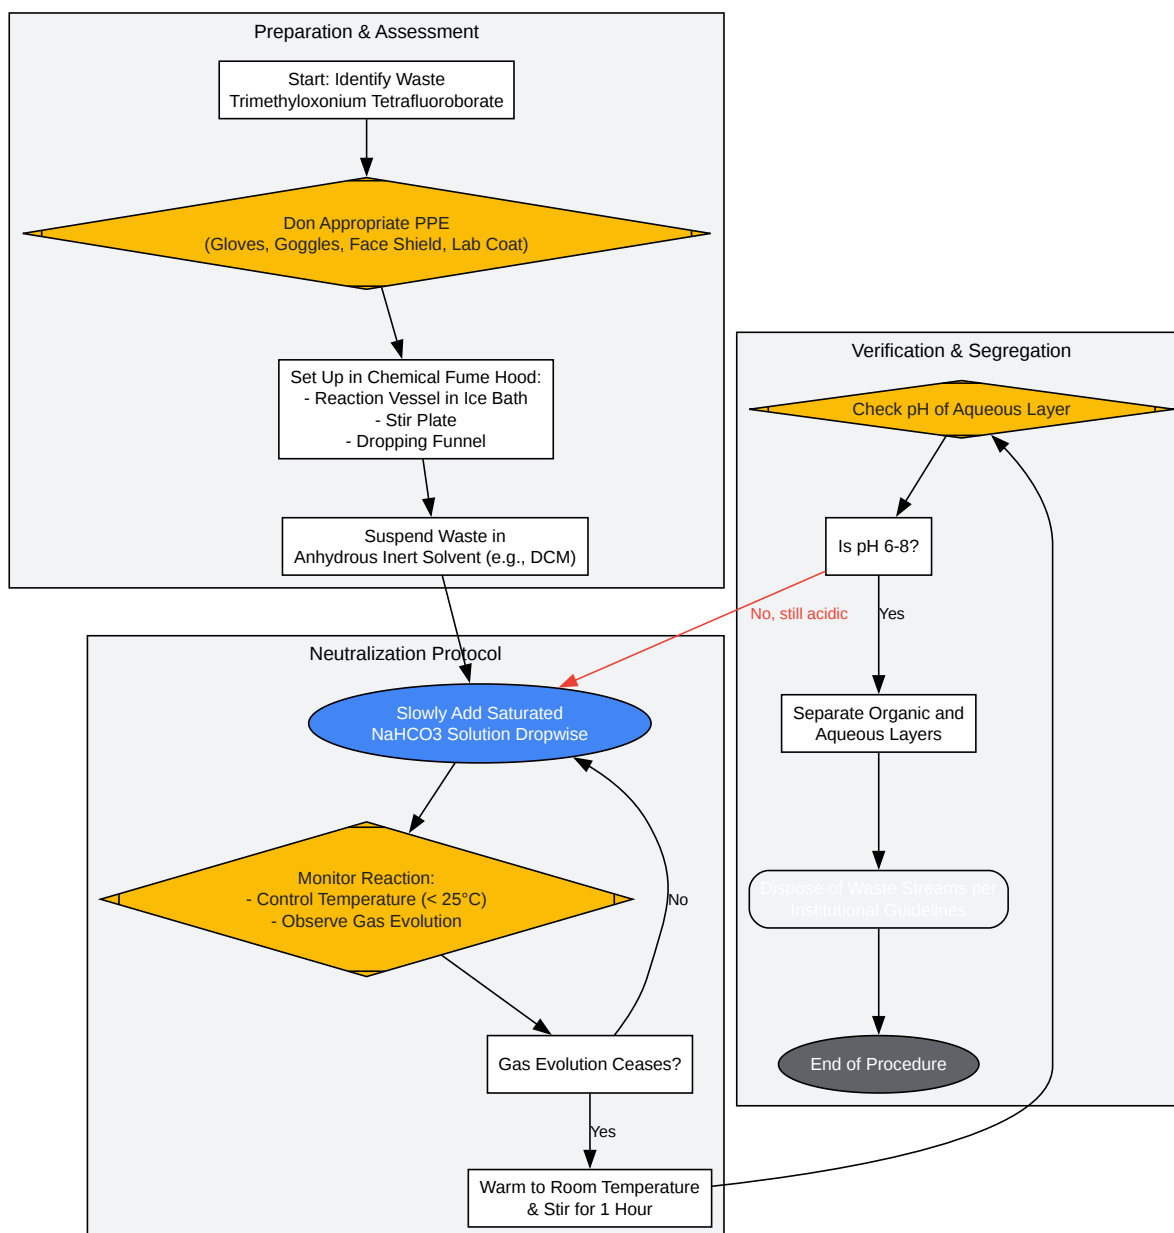 Preparation & Assessment
Start: Identify Waste
Trimethyloxonium Tetrafluoroborate
Don Appropriate PPE
(Gloves, Goggles, Face Shield, Lab Coat)
Set Up in Chemical Fume Hood:
- Reaction Vessel in Ice Bath
- Stir Plate
- Dropping Funnel
Suspend Waste in
Anhydrous Inert Solvent (e.g., DCM)
Neutralization Protocol
Slowly Add Saturated
NaHCO3 Solution Dropwise
Monitor Reaction:
- Control Temperature (< 25°C)
- Observe Gas Evolution
No
Gas Evolution Ceases?
Yes
Warm to Room Temperature
& Stir for 1 Hour
Verification & Segregation
Check pH of Aqueous Layer
Is pH 6-8?
No, still acidic
Yes
Separate Organic and
Aqueous Layers
Dispose of Waste Streams per
Institutional Guidelines
End of Procedure